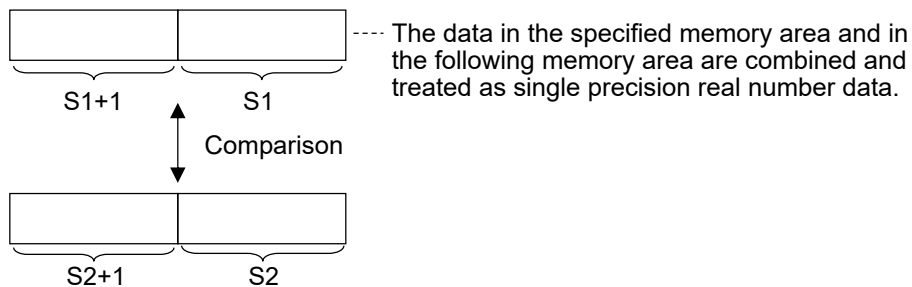 The data in the specified memory area and in
the following memory area are combined and
treated as single precision real number data.
S1+1 S1
Comparison
S2+1 S2